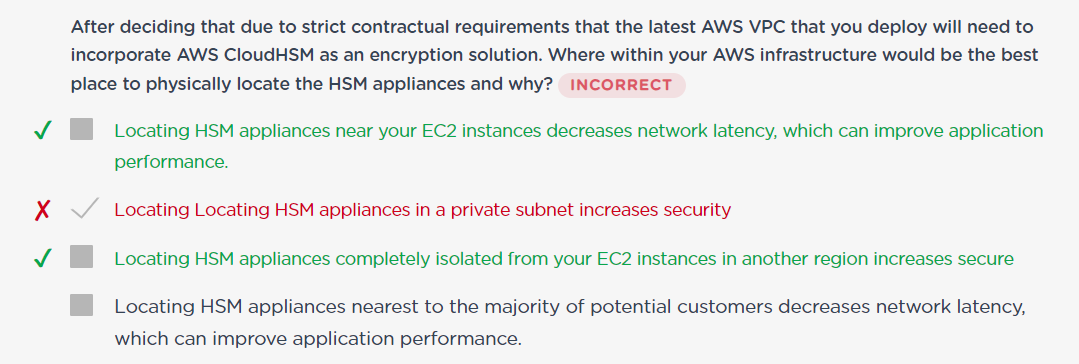 After deciding that due to strict contractual requirements that the latest AWS VPC that you deploy will need to
incorporate AWS CloudHSM as an encryption solution. Where within your AWS infrastructure would be the best
place to physically locate the HSM appliances and why? INCORRECT
Locating HSM appliances near your EC2 instances decreases network latency, which can improve application
performance.
Locating Locating HSM appliances in a private subnet increases security
Locating HSM appliances completely isolated from your EC2 instances in another region increases secure
Locating HSM appliances nearest to the majority of potential customers decreases network latency,
which can improve application performance.